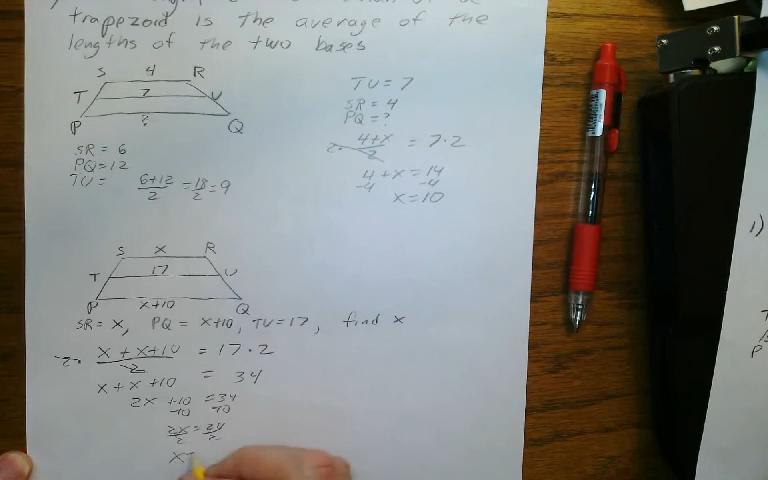 trapezoid is the average of the
lengths of the two bases
S 4 R
T 7 U
P ? Q
SR = 6
PQ = 12
TU = 6+12/2 = 18/2 = 9
TU = 7
SR = 4
PQ = ?
2· 4+x/2 = 7·2
4 + x = 14
-4 -4
x = 10
S x R
T 17 U
P x+10 Q
SR = x, PQ = x+10, TU = 17, find x
2· x + x+10/2 = 17·2
x + x + 10 = 34
2x + 10 = 34
-10 -10
2x/2 = 24/2
x =
1)
P